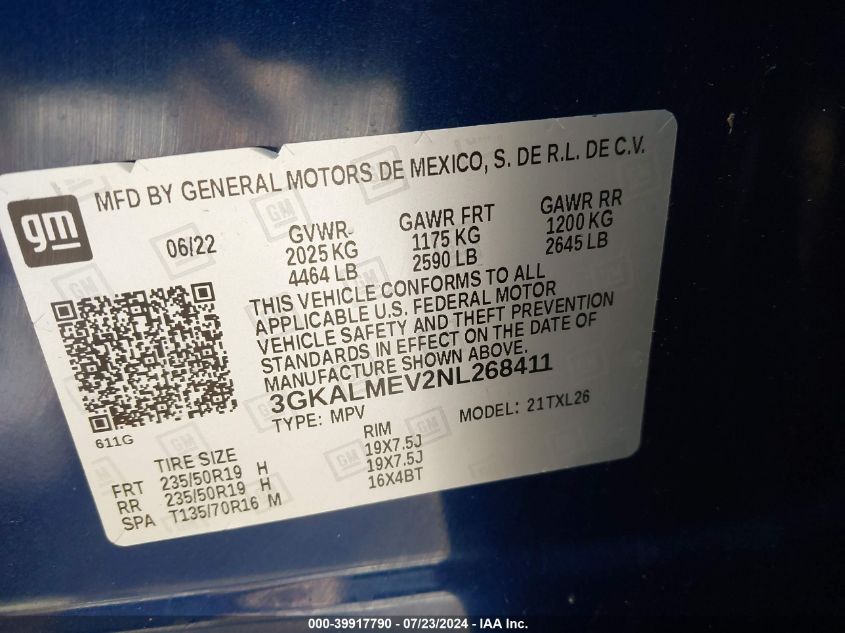 MFD BY GENERAL MOTORS DE MEXICO, S. DE R.L. DE C.V.
gm
06/22
GVWR
2025 KG
4464 LB
GAWR FRT
1175 KG
2590 LB
GAWR RR
1200 KG
2645 LB
THIS VEHICLE CONFORMS TO ALL
APPLICABLE U.S. FEDERAL MOTOR
VEHICLE SAFETY AND THEFT PREVENTION
STANDARDS IN EFFECT ON THE DATE OF
MANUFACTURE SHOWN ABOVE.
3GKALMEV2NL268411
TYPE: MPV MODEL: 21TXL26
611G
TIRE SIZE RIM
FRT 235/50R19 H 19X7.5J
RR 235/50R19 H 19X7.5J
SPA T135/70R16 M 16X4BT
000-39917790 - 07/23/2024 - IAA Inc.